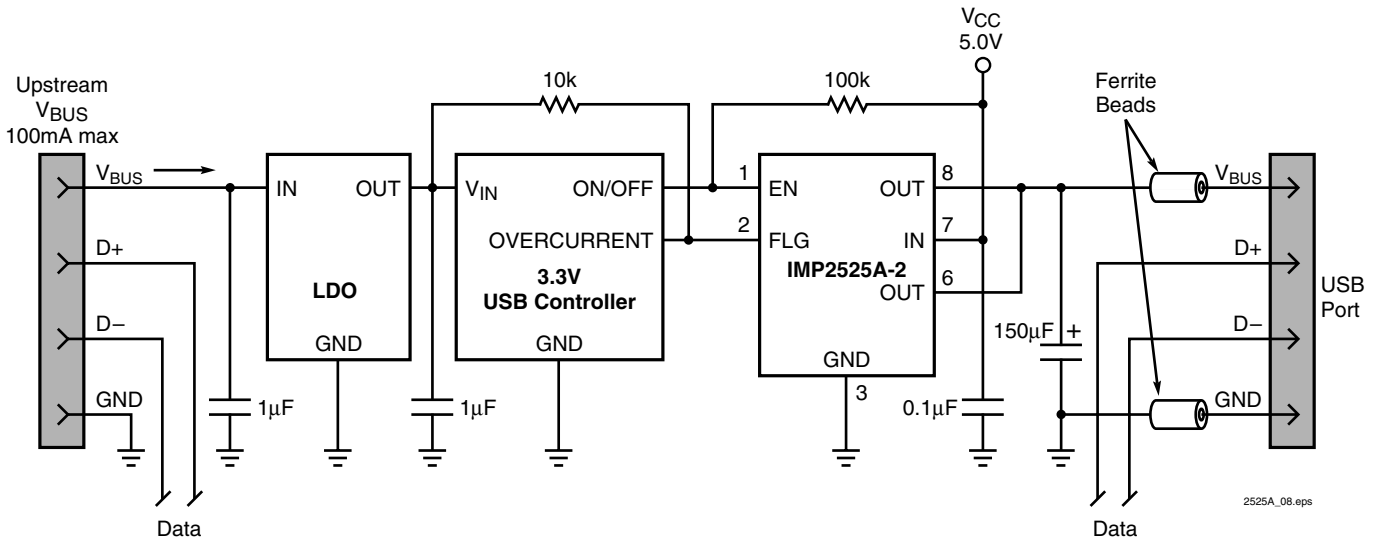 VCC
5.0V
Upstream
VBUS
100mA max
10k
100k
Ferrite
Beads
VBUS
D+
D−
GND
Data
IN
OUT
LDO
GND
1µF
1µF
VIN
ON/OFF
OVERCURRENT
3.3V
USB Controller
GND
1
2
EN
FLG
OUT
IN
OUT
IMP2525A-2
GND
8
7
6
3
0.1µF
150µF +
VBUS
D+
D−
GND
USB
Port
Data
2525A_08.eps